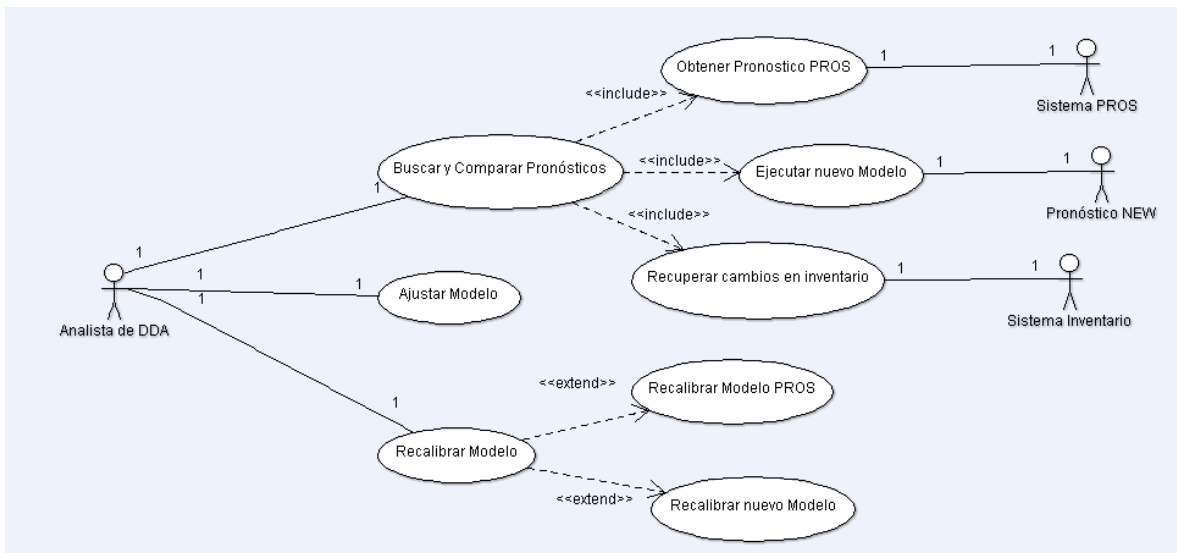 Obtener Pronostico PROS
1
1
Sistema PROS
<<include>>
Buscar y Comparar Pronósticos
<<include>>
Ejecutar nuevo Modelo
1
1
Pronóstico NEW
1
<<include>>
Recuperar cambios en inventario
1
1
Sistema Inventario
1
1
1
1
Ajustar Modelo
Analista de DDA
<<extend>>
Recalibrar Modelo PROS
1
Recalibrar Modelo
<<extend>>
Recalibrar nuevo Modelo